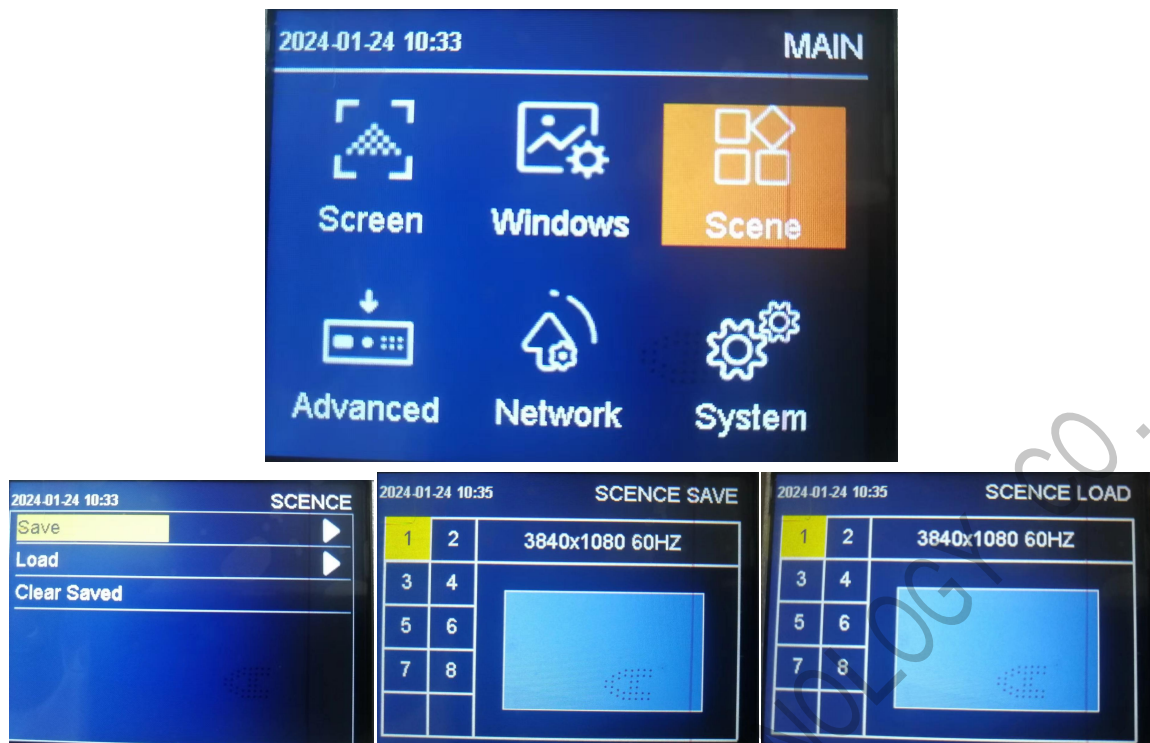 2024-01-24 10:33 MAIN
Screen Windows Scene
Advanced Network System
2024-01-24 10:33 SCENCE
Save
Load
Clear Saved
2024-01-24 10:35 SCENCE SAVE
1 2 3840x1080 60HZ
3 4
5 6
7 8
2024-01-24 10:35 SCENCE LOAD
1 2 3840x1080 60HZ
3 4
5 6
7 8
NOLOGY CO.